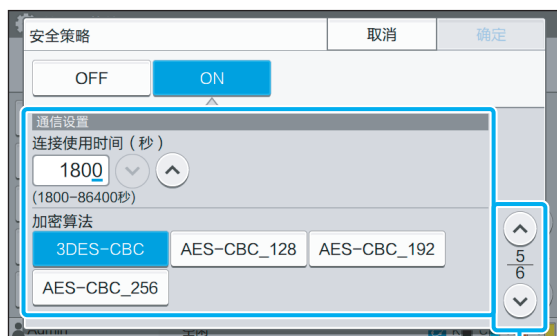 安全策略
取消
确定
OFF
ON
通信设置
连接使用时间（秒）
1800
(1800-86400秒)
加密算法
3DES-CBC
AES-CBC_128
AES-CBC_192
AES-CBC_256
5
6
Admin